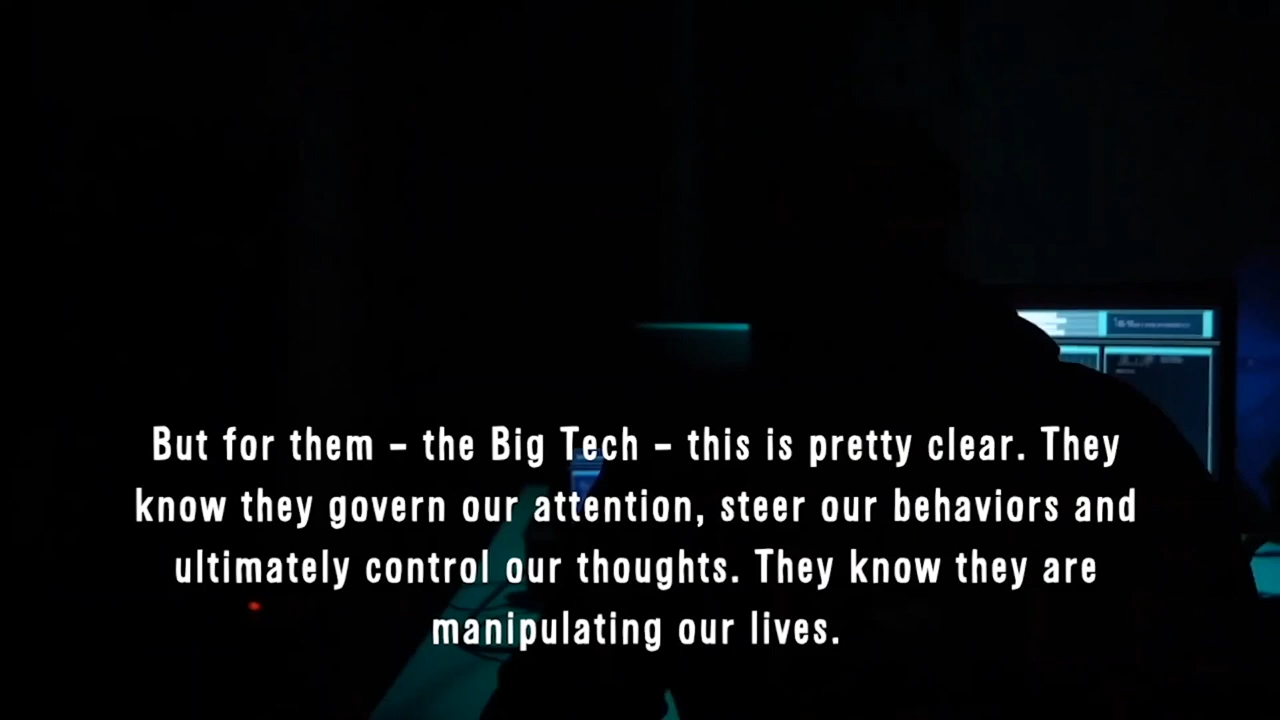 But for them – the Big Tech – this is pretty clear. They
know they govern our attention, steer our behaviors and
ultimately control our thoughts. They know they are
manipulating our lives.